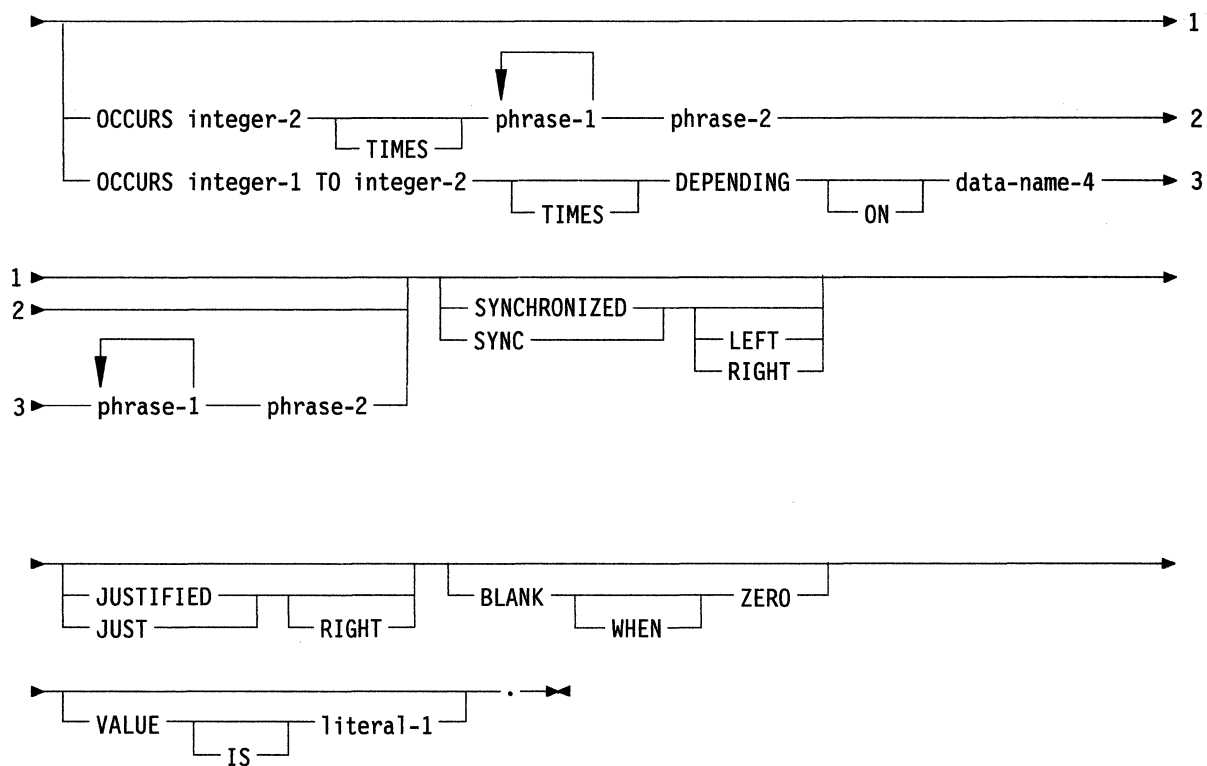 1
OCCURS integer-2 TIMES phrase-1 phrase-2 2
OCCURS integer-1 TO integer-2 TIMES DEPENDING ON data-name-4 3
1
2
SYNCHRONIZED
SYNC
LEFT
RIGHT
3 phrase-1 phrase-2
JUSTIFIED
JUST
RIGHT
BLANK WHEN ZERO
VALUE IS literal-1 .